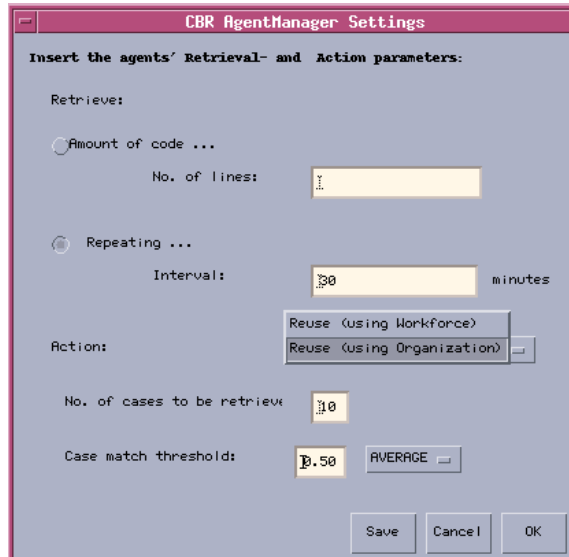 CBR AgentManager Settings
Insert the agents' Retrieval- and Action parameters:
Retrieve:
Amount of code ...
No. of lines:
Repeating ...
Interval: 30 minutes
Reuse (using Workforce)
Action: Reuse (using Organization)
No. of cases to be retrieve 10
Case match threshold: 0.50 AVERAGE
Save Cancel OK